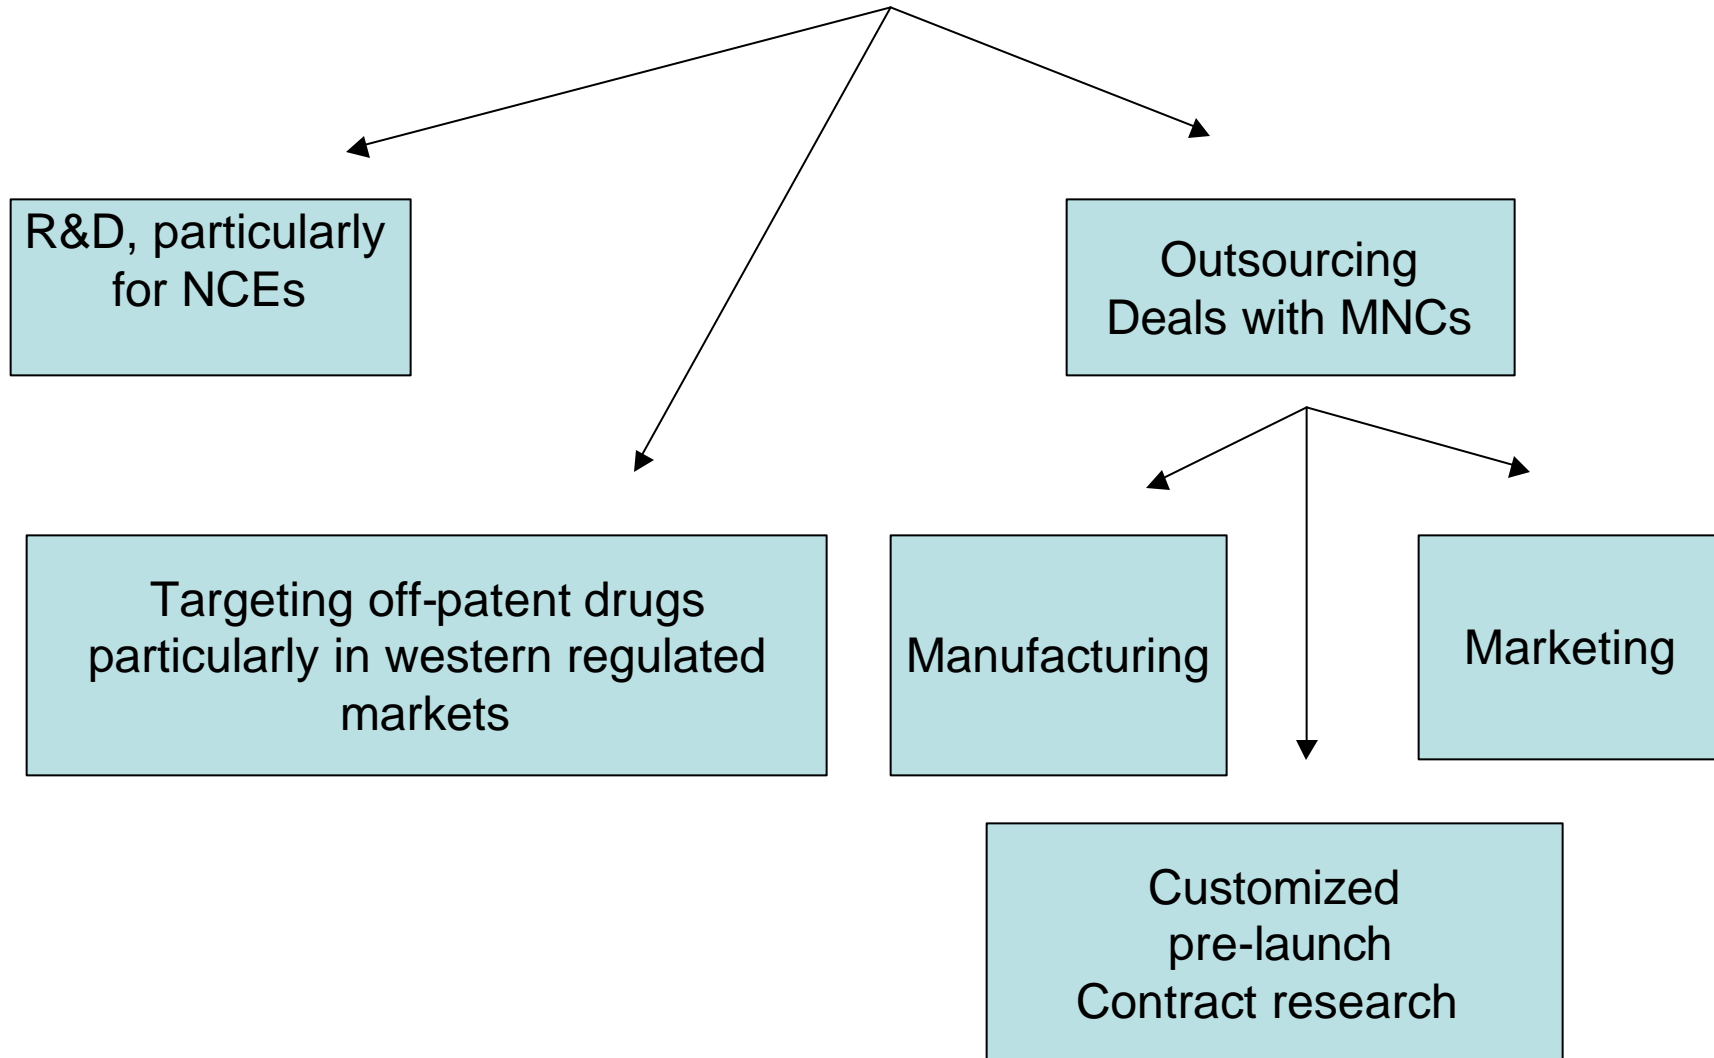 R&D, particularly
for NCEs
Outsourcing
Deals with MNCs
Targeting off-patent drugs
particularly in western regulated
markets
Manufacturing
Marketing
Customized
pre-launch
Contract research